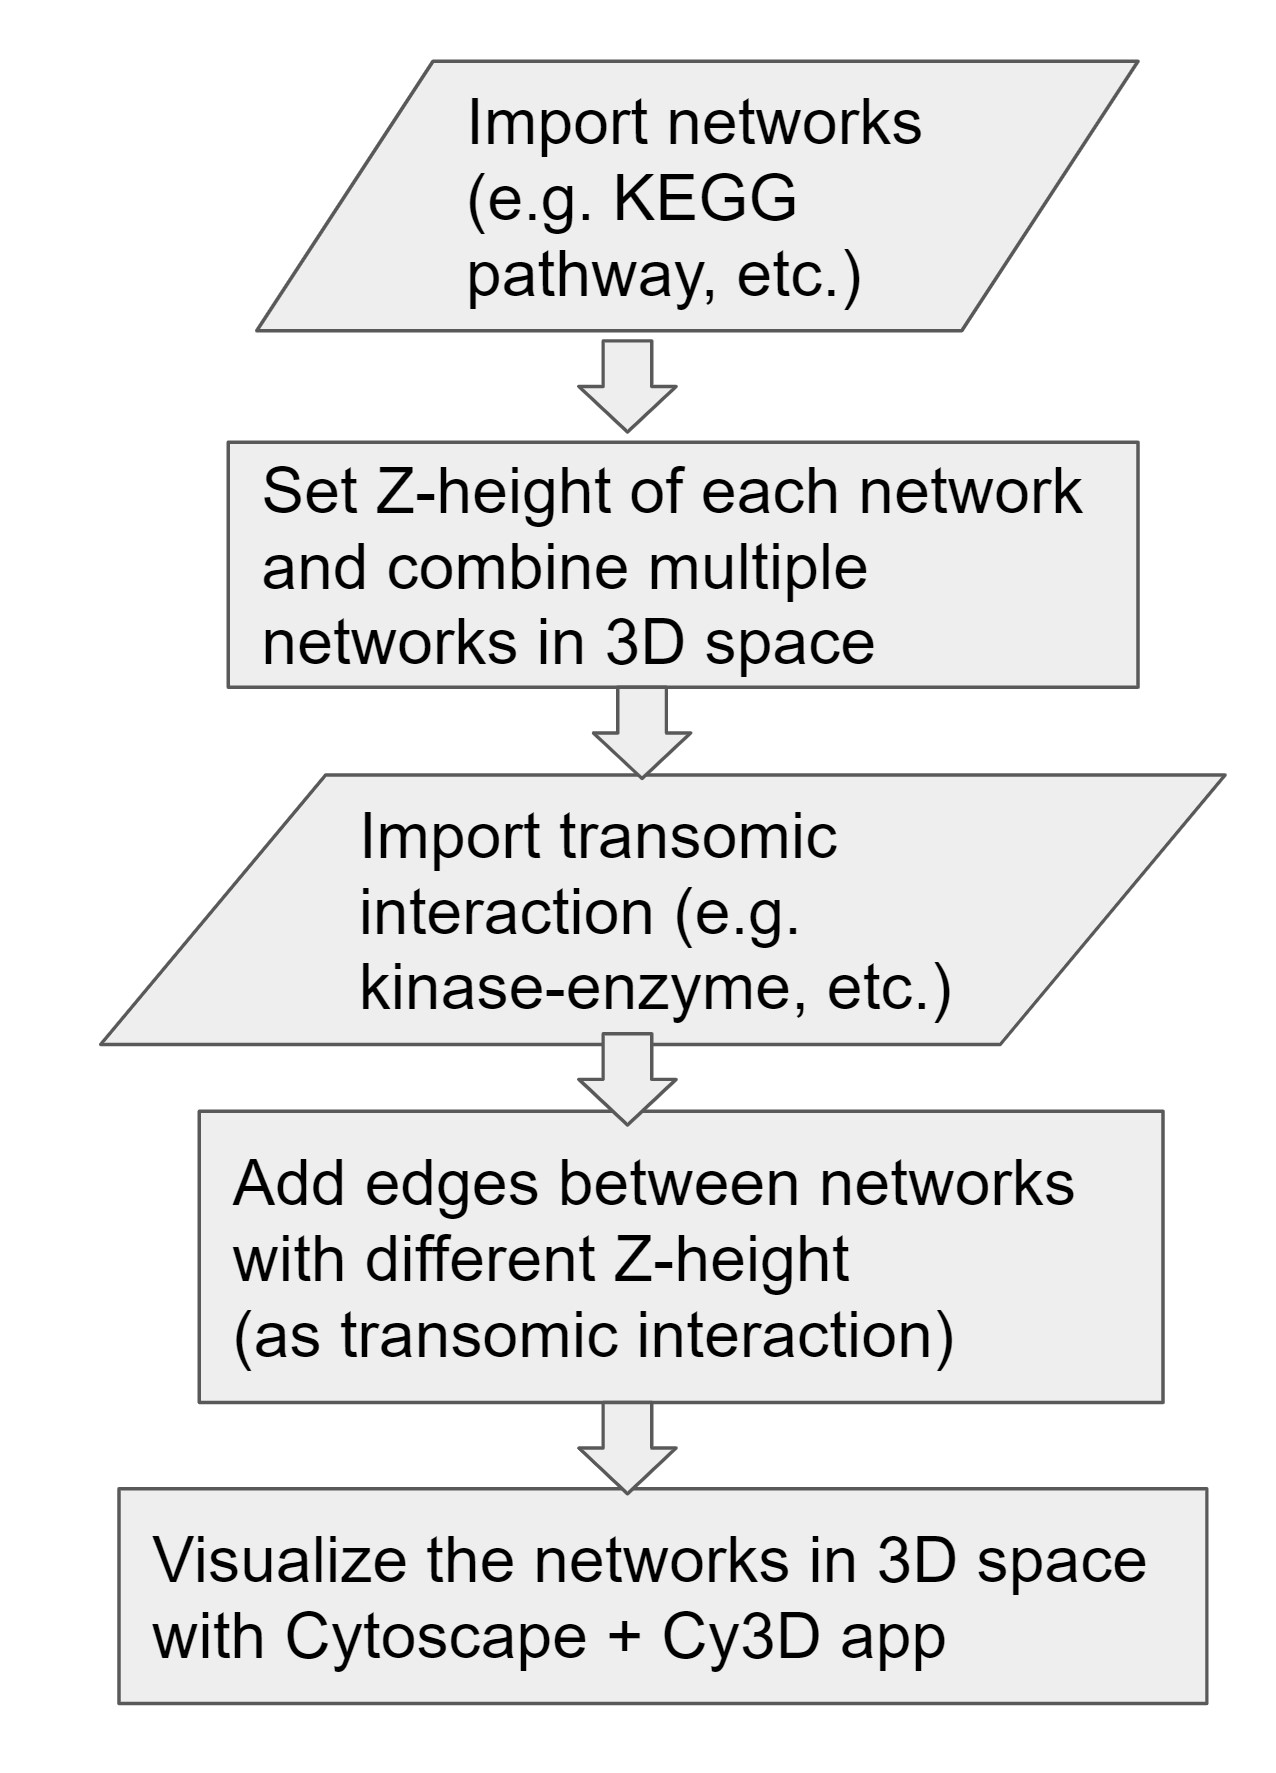 Import networks
(e.g. KEGG
pathway, etc.)
Set Z-height of each network
and combine multiple
networks in 3D space
Import transomic
interaction (e.g.
kinase-enzyme, etc.)
Add edges between networks
with different Z-height
(as transomic interaction)
Visualize the networks in 3D space
with Cytoscape + Cy3D app